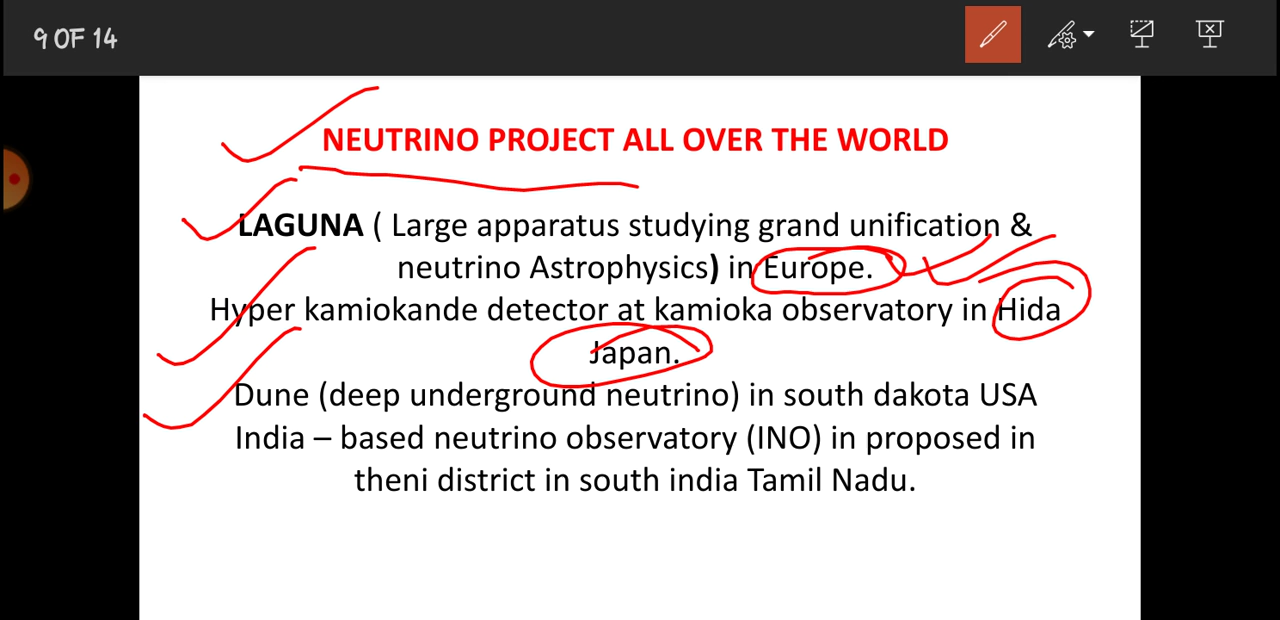 9 OF 14
NEUTRINO PROJECT ALL OVER THE WORLD
LAGUNA ( Large apparatus studying grand unification &
neutrino Astrophysics) in Europe.
Hyper kamiokande detector at kamioka observatory in Hida
Japan.
Dune (deep underground neutrino) in south dakota USA
India – based neutrino observatory (INO) in proposed in
theni district in south india Tamil Nadu.